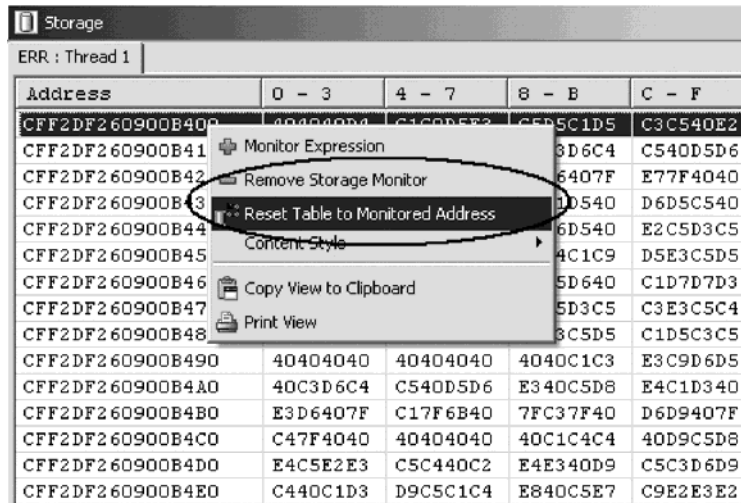 Storage
ERR : Thread 1
Address 0 - 3 4 - 7 8 - B C - F
CFF2DF260900B400 C5D5C1D5 C3C540E2
CFF2DF260900B41 3D6C4 C540D5D6
CFF2DF260900B42 6407F E77F4040
CFF2DF260900B43 1D540 D6D5C540
CFF2DF260900B44 6D540 E2C5D3C5
CFF2DF260900B45 4C1C9 D5E3C5D5
CFF2DF260900B46 5D640 C1D7D7D3
CFF2DF260900B47 5D3C5 C3E3C5C4
CFF2DF260900B48 3C5D5 C1D5C3C5
CFF2DF260900B490 40404040 40404040 4040C1C3 E3C9D6D5
CFF2DF260900B4A0 40C3D6C4 C540D5D6 E340C5D8 E4C1D340
CFF2DF260900B4B0 E3D6407F C17F6B40 7FC37F40 D6D9407F
CFF2DF260900B4C0 C47F4040 40404040 40C1C4C4 40D9C5D8
CFF2DF260900B4D0 E4C5E2E3 C5C440C2 E4E340D9 C5C3D6D9
CFF2DF260900B4E0 C440C1D3 D9C5C1C4 E840C5E7 C9E2E3E2
Monitor Expression
Remove Storage Monitor
Reset Table to Monitored Address
Content Style
Copy View to Clipboard
Print View